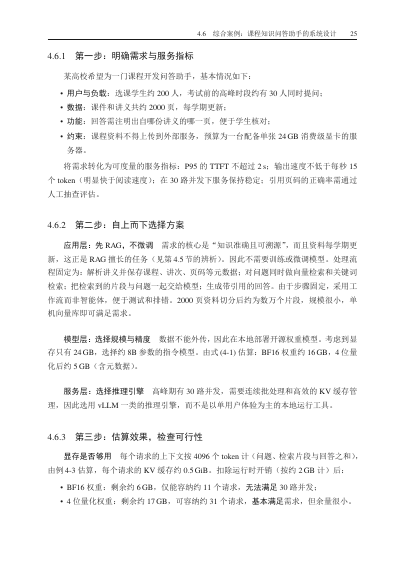 4.6 综合案例：课程知识问答助手的系统设计 25
4.6.1 第一步：明确需求与服务指标
某高校希望为一门课程开发问答助手，基本情况如下：
• 用户与负载：选课学生约 200 人，考试前的高峰时段约有 30 人同时提问；
• 数据：课件和讲义共约 2000 页，每学期更新；
• 功能：回答需注明出自哪份讲义的哪一页，便于学生核对；
• 约束：课程资料不得上传到外部服务，预算为一台配备单张 24 GB 消费级显卡的服
务器。
将需求转化为可度量的服务指标：P95 的 TTFT 不超过 2 s；输出速度不低于每秒 15
个 token（明显快于阅读速度）；在 30 路并发下服务保持稳定；引用页码的正确率需通过
人工抽查评估。
4.6.2 第二步：自上而下选择方案
应用层：先 RAG，不微调 需求的核心是“知识准确且可溯源”，而且资料每学期更
新，这正是 RAG 擅长的任务（见第 4.5 节的辨析）。因此不需要训练或微调模型。处理流
程固定为：解析讲义并保存课程、讲次、页码等元数据；对问题同时做向量检索和关键词
检索；把检索到的片段与问题一起交给模型；生成带引用的回答。由于步骤固定，采用工
作流而非智能体，便于测试和排错。2000 页资料切分后约为数万个片段，规模很小，单
机向量库即可满足需求。
模型层：选择规模与精度 数据不能外传，因此在本地部署开源权重模型。考虑到显
存只有 24 GB，选择约 8B 参数的指令模型。由式 (4-1) 估算：BF16 权重约 16 GB，4 位量
化后约 5 GB（含元数据）。
服务层：选择推理引擎 高峰期有 30 路并发，需要连续批处理和高效的 KV 缓存管
理，因此选用 vLLM 一类的推理引擎，而不是以单用户体验为主的本地运行工具。
4.6.3 第三步：估算效果，检查可行性
显存是否够用 每个请求的上下文按 4096 个 token 计（问题、检索片段与回答之和），
由例 4-3 估算，每个请求的 KV 缓存约 0.5 GiB。扣除运行时开销（按约 2 GB 计）后：
• BF16 权重：剩余约 6 GB，仅能容纳约 11 个请求，无法满足 30 路并发；
• 4 位量化权重：剩余约 17 GB，可容纳约 31 个请求，基本满足需求，但余量很小。